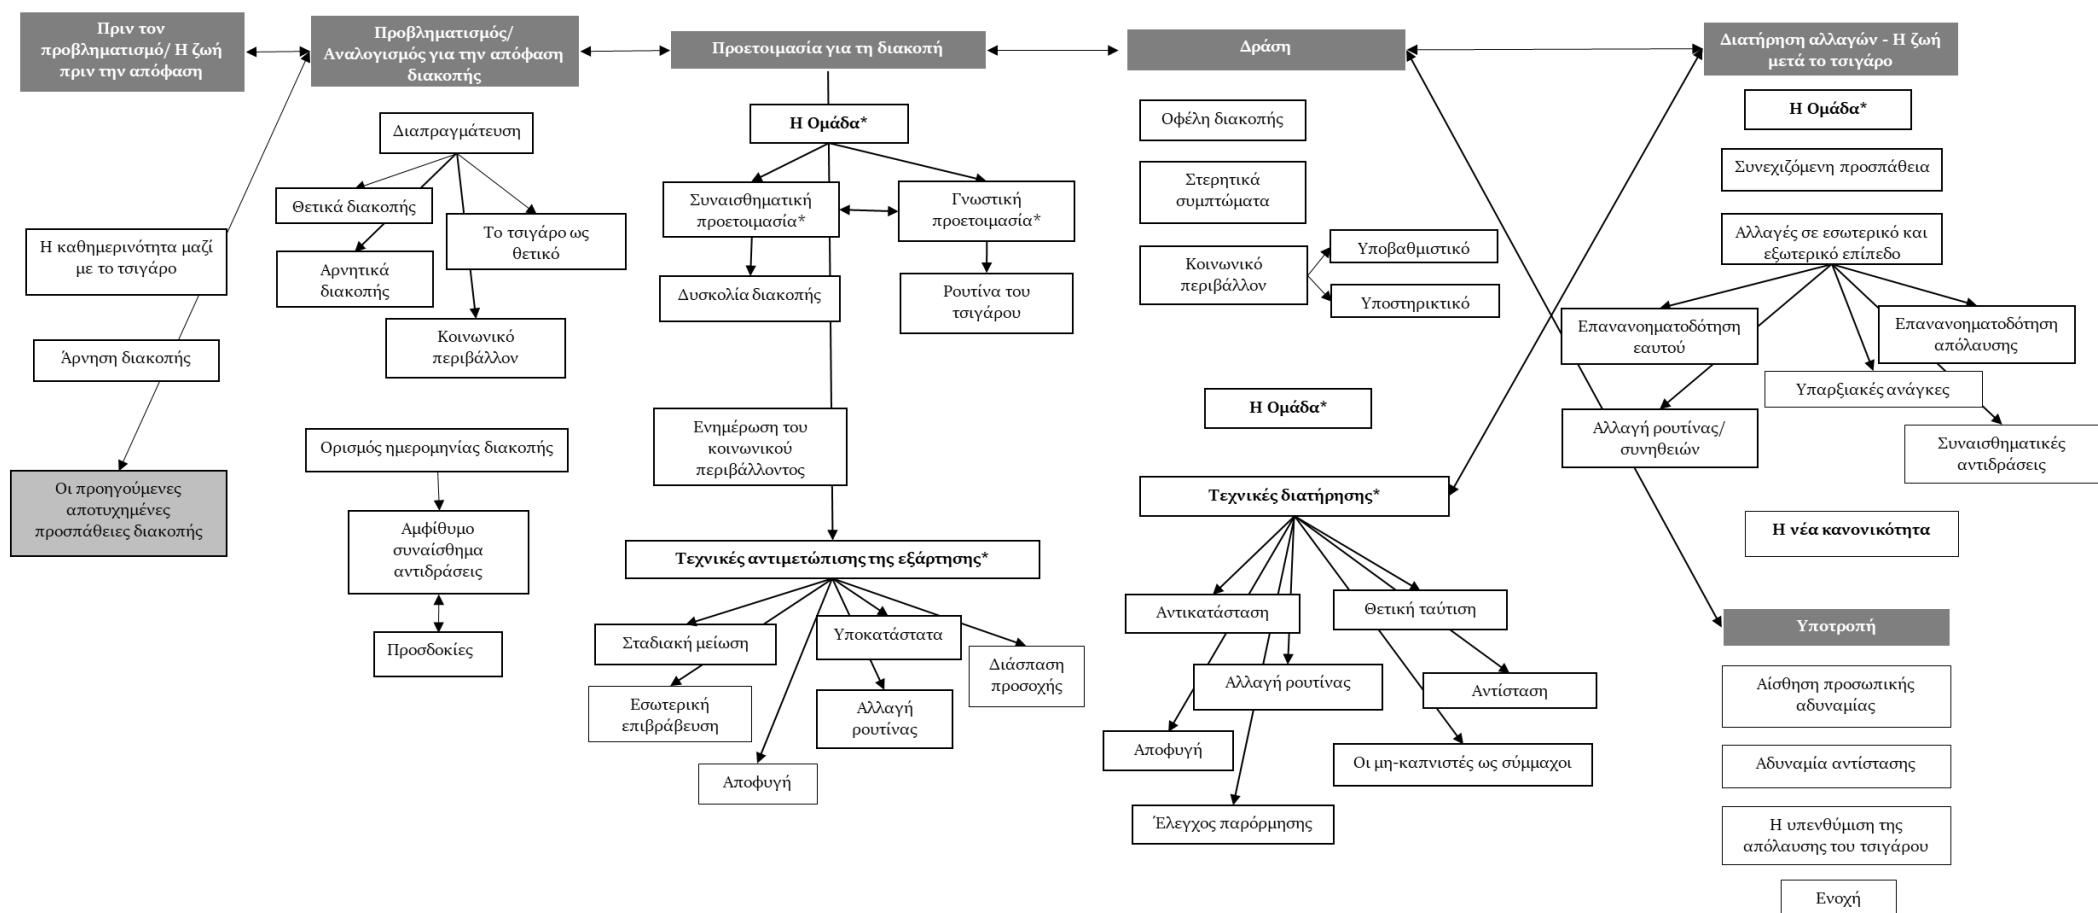 Πριν τον
προβληματισμό/ Η ζωή
πριν την απόφαση
Η καθημερινότητα μαζί
με το τσιγάρο
Άρνηση διακοπής
Οι προηγούμενες
αποτυχημένες
προσπάθειες διακοπής
Προβληματισμός/
Αναλογισμός για την απόφαση
διακοπής
Διαπραγμάτευση
Θετικά διακοπής
Το τσιγάρο ως
θετικό
Αρνητικά
διακοπής
Κοινωνικό
περιβάλλον
Ορισμός ημερομηνίας διακοπής
Αμφίθυμο
συναίσθημα
αντιδράσεις
Προσδοκίες
Προετοιμασία για τη διακοπή
Η Ομάδα*
Συναισθηματική
προετοιμασία*
Γνωστική
προετοιμασία*
Δυσκολία διακοπής
Ρουτίνα του
τσιγάρου
Ενημέρωση του
κοινωνικού
περιβάλλοντος
Τεχνικές αντιμετώπισης της εξάρτησης*
Σταδιακή μείωση
Υποκατάστατα
Διάσπαση
προσοχής
Εσωτερική
επιβράβευση
Αλλαγή
ρουτίνας
Αποφυγή
Δράση
Οφέλη διακοπής
Στερητικά
συμπτώματα
Κοινωνικό
περιβάλλον
Υποβαθμιστικό
Υποστηρικτικό
Η Ομάδα*
Τεχνικές διατήρησης*
Αντικατάσταση
Θετική ταύτιση
Αλλαγή ρουτίνας
Αντίσταση
Αποφυγή
Οι μη-καπνιστές ως σύμμαχοι
Έλεγχος παρόρμησης
Διατήρηση αλλαγών - Η ζωή
μετά το τσιγάρο
Η Ομάδα*
Συνεχιζόμενη προσπάθεια
Αλλαγές σε εσωτερικό και
εξωτερικό επίπεδο
Επανανοηματοδότηση
εαυτού
Επανανοηματοδότηση
απόλαυσης
Υπαρξιακές ανάγκες
Αλλαγή ρουτίνας/
συνηθειών
Συναισθηματικές
αντιδράσεις
Η νέα κανονικότητα
Υποτροπή
Αίσθηση προσωπικής
αδυναμίας
Αδυναμία αντίστασης
Η υπενθύμιση της
απόλαυσης του τσιγάρου
Ενοχή